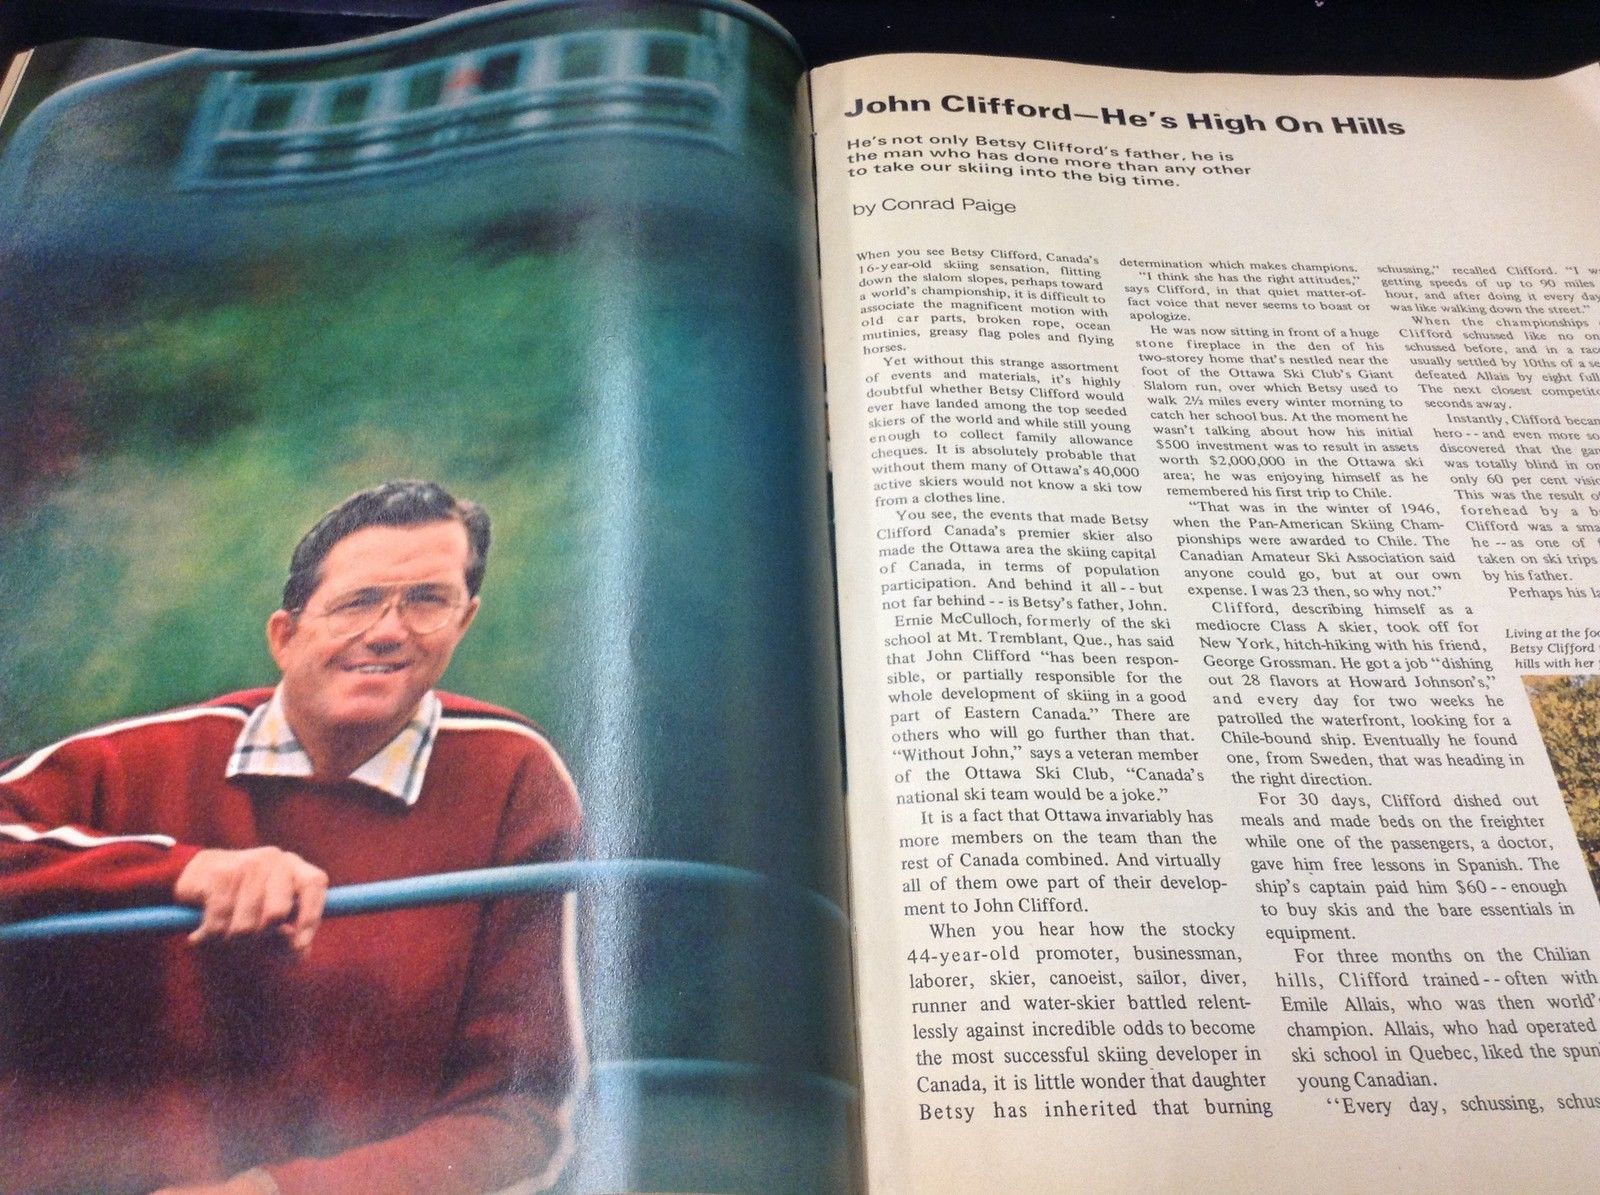 John Clifford—He's High On Hills
He's not only Betsy Clifford's father, he is
the man who has done more than any other
to take our skiing into the big time.
by Conrad Paige
When you see Betsy Clifford, Canada's
16-year-old skiing sensation, flitting
down the slalom slopes, perhaps toward
a world's championship, it is difficult to
associate the magnificent motion with
old car parts, broken rope, ocean
mutinies, greasy flag poles and flying
horses.
Yet without this strange assortment
of events and materials, it's highly
doubtful whether Betsy Clifford would
ever have landed among the top seeded
skiers of the world and while still young
enough to collect family allowance
cheques. It is absolutely probable that
without them many of Ottawa's 40,000
active skiers would not know a ski tow
from a clothes line.
You see, the events that made Betsy
Clifford Canada's premier skier also
made the Ottawa area the skiing capital
of Canada, in terms of population
participation. And behind it all -- but
not far behind -- is Betsy's father, John.
Ernie McCulloch, formerly of the ski
school at Mt. Tremblant, Que., has said
that John Clifford "has been respon-
sible, or partially responsible for the
whole development of skiing in a good
part of Eastern Canada." There are
others who will go further than that.
"Without John," says a veteran member
of the Ottawa Ski Club, "Canada's
national ski team would be a joke."
It is a fact that Ottawa invariably has
more members on the team than the
rest of Canada combined. And virtually
all of them owe part of their develop-
ment to John Clifford.
When you hear how the stocky
44-year-old promoter, businessman,
laborer, skier, canoeist, sailor, diver,
runner and water-skier battled relent-
lessly against incredible odds to become
the most successful skiing developer in
Canada, it is little wonder that daughter
Betsy has inherited that burning
determination which makes champions.
"I think she has the right attitudes,"
says Clifford, in that quiet matter-of-
fact voice that never seems to boast or
apologize.
He was now sitting in front of a huge
stone fireplace in the den of his
two-storey home that's nestled near the
foot of the Ottawa Ski Club's Giant
Slalom run, over which Betsy used to
walk 2½ miles every winter morning to
catch her school bus. At the moment he
wasn't talking about how his initial
$500 investment was to result in assets
worth $2,000,000 in the Ottawa ski
area; he was enjoying himself as he
remembered his first trip to Chile.
"That was in the winter of 1946,
when the Pan-American Skiing Cham-
pionships were awarded to Chile. The
Canadian Amateur Ski Association said
anyone could go, but at our own
expense. I was 23 then, so why not."
Clifford, describing himself as a
mediocre Class A skier, took off for
New York, hitch-hiking with his friend,
George Grossman. He got a job "dishing
out 28 flavors at Howard Johnson's,"
and every day for two weeks he
patrolled the waterfront, looking for a
Chile-bound ship. Eventually he found
one, from Sweden, that was heading in
the right direction.
For 30 days, Clifford dished out
meals and made beds on the freighter
while one of the passengers, a doctor,
gave him free lessons in Spanish. The
ship's captain paid him $60 -- enough
to buy skis and the bare essentials in
equipment.
For three months on the Chilian
hills, Clifford trained -- often with
Emile Allais, who was then world'
champion. Allais, who had operated
ski school in Quebec, liked the spun
young Canadian.
"Every day, schussing, schus
schussing," recalled Clifford. "I w
getting speeds of up to 90 miles
hour, and after doing it every day
was like walking down the street."
When the championships
Clifford schussed like no on
schussed before, and in a rac
usually settled by 10ths of a se
defeated Allais by eight full
The next closest competit
seconds away.
Instantly, Clifford becam
hero -- and even more so
discovered that the gam
was totally blind in on
only 60 per cent visi
This was the result o
forehead by a b
Clifford was a sma
he -- as one of
taken on ski trips
by his father.
Perhaps his la
Living at the foo
Betsy Clifford
hills with her